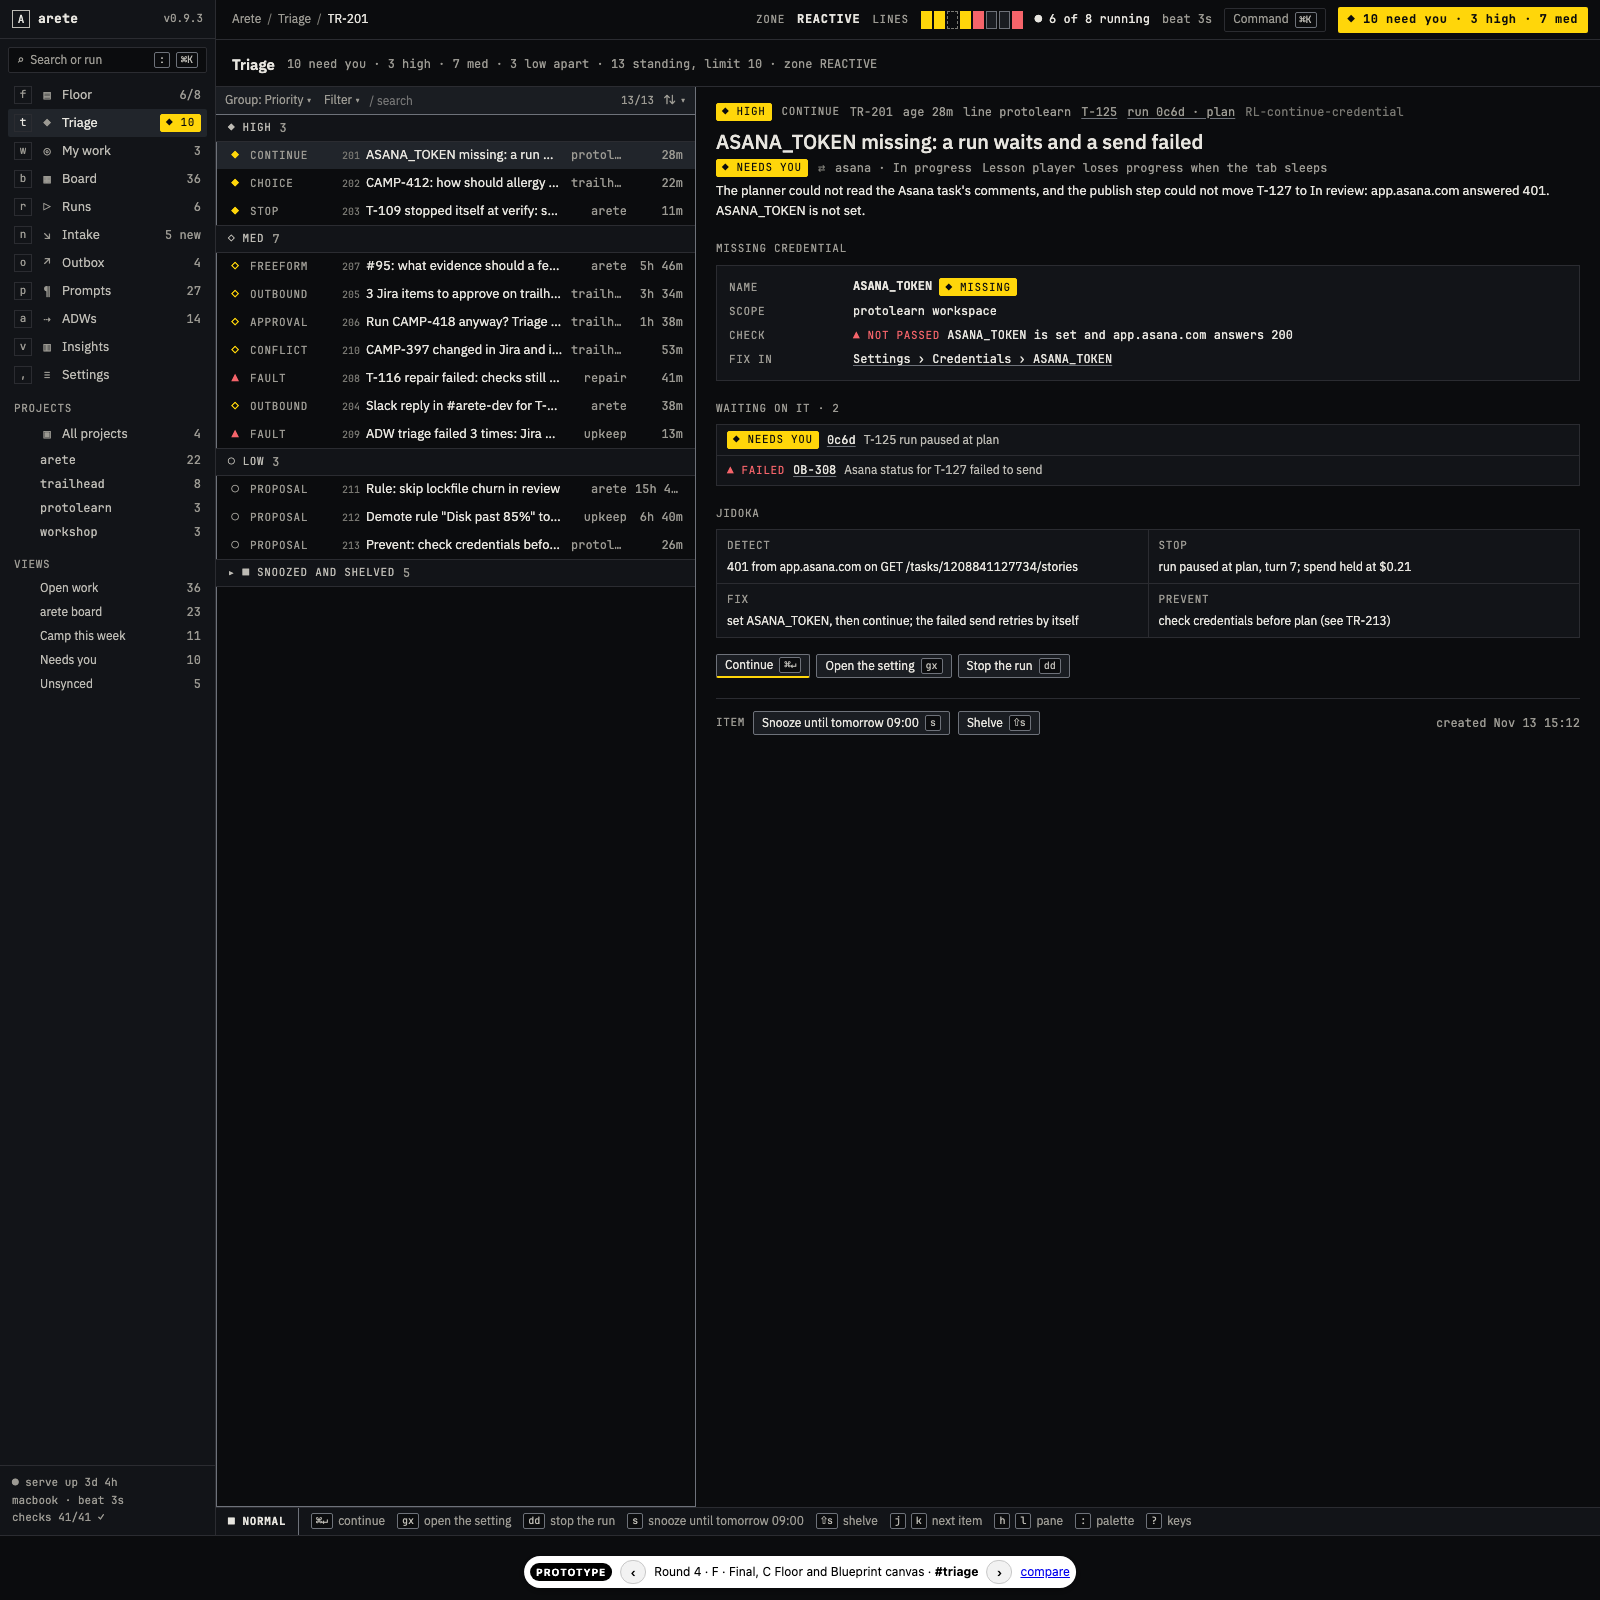 A arete v0.9.3
Search or run : ⌘K
f Floor 6/8
t Triage ◆ 10
w My work 3
b Board 36
r Runs 6
n Intake 5 new
o Outbox 4
p ¶ Prompts 27
a ADWs 14
v Insights
, Settings
PROJECTS
All projects 4
arete 22
trailhead 8
protolearn 3
workshop 3
VIEWS
Open work 36
arete board 23
Camp this week 11
Needs you 10
Unsynced 5
● serve up 3d 4h
macbook · beat 3s
checks 41/41 ✓
Arete / Triage / TR-201
ZONE REACTIVE LINES ● 6 of 8 running beat 3s Command ⌘K ◆ 10 need you · 3 high · 7 med
Triage 10 need you · 3 high · 7 med · 3 low apart · 13 standing, limit 10 · zone REACTIVE
Group: Priority ▾ Filter ▾ / search 13/13 ↑↓ ▾
◆ HIGH 3
◆ CONTINUE 201 ASANA_TOKEN missing: a run ... protol… 28m
◆ CHOICE 202 CAMP-412: how should allergy ... trailh… 22m
◆ STOP 203 T-109 stopped itself at verify: s... arete 11m
◇ MED 7
◇ FREEFORM 207 #95: what evidence should a fe... arete 5h 46m
◇ OUTBOUND 205 3 Jira items to approve on trailh... trailh… 3h 34m
◇ APPROVAL 206 Run CAMP-418 anyway? Triage ... trailh… 1h 38m
◇ CONFLICT 210 CAMP-397 changed in Jira and i... trailh… 53m
▲ FAULT 208 T-116 repair failed: checks still ... repair 41m
◇ OUTBOUND 204 Slack reply in #arete-dev for T-... arete 38m
▲ FAULT 209 ADW triage failed 3 times: Jira ... upkeep 13m
○ LOW 3
○ PROPOSAL 211 Rule: skip lockfile churn in review arete 15h 4…
○ PROPOSAL 212 Demote rule "Disk past 85%" to... upkeep 6h 40m
○ PROPOSAL 213 Prevent: check credentials befo... protol… 26m
▸ ■ SNOOZED AND SHELVED 5
◆ HIGH CONTINUE TR-201 age 28m line protolearn T-125 run 0c6d · plan RL-continue-credential
ASANA_TOKEN missing: a run waits and a send failed
◆ NEEDS YOU ⇄ asana · In progress Lesson player loses progress when the tab sleeps
The planner could not read the Asana task's comments, and the publish step could not move T-127 to In review: app.asana.com answered 401.
ASANA_TOKEN is not set.
MISSING CREDENTIAL
NAME ASANA_TOKEN ◆ MISSING
SCOPE protolearn workspace
CHECK ▲ NOT PASSED ASANA_TOKEN is set and app.asana.com answers 200
FIX IN Settings › Credentials › ASANA_TOKEN
WAITING ON IT · 2
◆ NEEDS YOU 0c6d T-125 run paused at plan
▲ FAILED OB-308 Asana status for T-127 failed to send
JIDOKA
DETECT
401 from app.asana.com on GET /tasks/1208841127734/stories
STOP
run paused at plan, turn 7; spend held at $0.21
FIX
set ASANA_TOKEN, then continue; the failed send retries by itself
PREVENT
check credentials before plan (see TR-213)
Continue ⌘↵ Open the setting gx Stop the run dd
ITEM Snooze until tomorrow 09:00 s Shelve ⇧s created Nov 13 15:12
■ NORMAL ⌘↵ continue gx open the setting dd stop the run s snooze until tomorrow 09:00 ⇧s shelve j k next item h l pane : palette ? keys
PROTOTYPE ‹ Round 4 · F · Final, C Floor and Blueprint canvas · #triage › compare